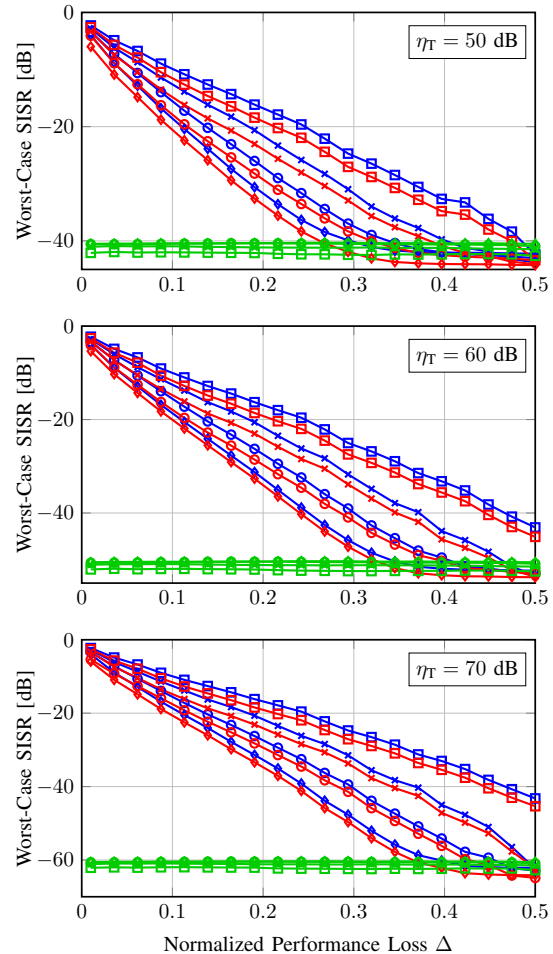 0
−20
−40
Worst-Case SISR [dB]
η_T = 50 dB
0 0.1 0.2 0.3 0.4 0.5
0
−20
−40
Worst-Case SISR [dB]
η_T = 60 dB
0 0.1 0.2 0.3 0.4 0.5
0
−20
−40
−60
Worst-Case SISR [dB]
η_T = 70 dB
0 0.1 0.2 0.3 0.4 0.5
Normalized Performance Loss Δ